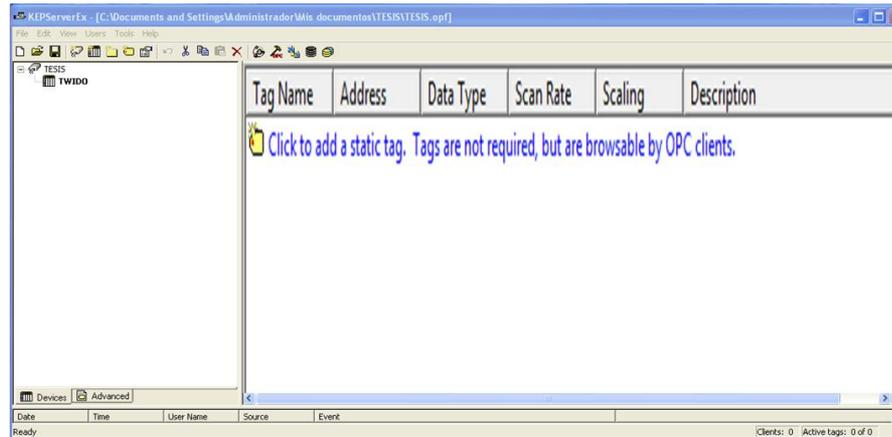 KEPServerEx - [C:\Documents and Settings\Administrador\Mis documentos\TESIS\TESIS.opf]
File Edit View Users Tools Help
TESIS
TWIDO
Tag Name Address Data Type Scan Rate Scaling Description
Click to add a static tag. Tags are not required, but are browsable by OPC clients.
Devices Advanced
Date Time User Name Source Event
Ready Clients: 0 Active tags: 0 of 0